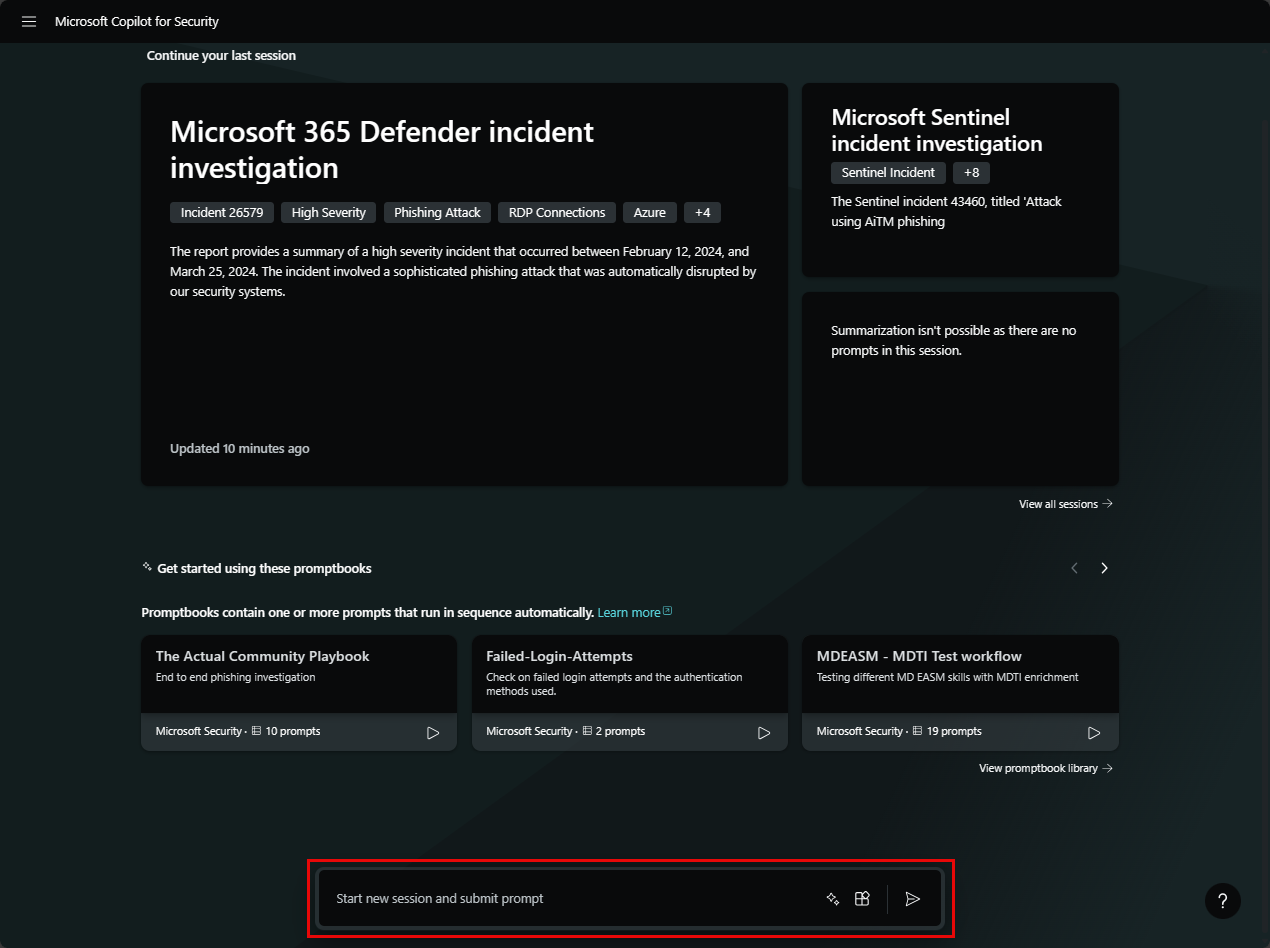 Microsoft Copilot for Security
Continue your last session
Microsoft 365 Defender incident
investigation
Incident 26579
High Severity
Phishing Attack
RDP Connections
Azure
+4
The report provides a summary of a high severity incident that occurred between February 12, 2024, and
March 25, 2024. The incident involved a sophisticated phishing attack that was automatically disrupted by
our security systems.
Updated 10 minutes ago
Microsoft Sentinel
incident investigation
Sentinel Incident
+8
The Sentinel incident 43460, titled 'Attack
using AiTM phishing
Summarization isn't possible as there are no
prompts in this session.
View all sessions
Get started using these promptbooks
Promptbooks contain one or more prompts that run in sequence automatically. Learn more
The Actual Community Playbook
End to end phishing investigation
Microsoft Security · 10 prompts
Failed-Login-Attempts
Check on failed login attempts and the authentication
methods used.
Microsoft Security · 2 prompts
MDEASM - MDTI Test workflow
Testing different MD EASM skills with MDTI enrichment
Microsoft Security · 19 prompts
View promptbook library
Start new session and submit prompt
?